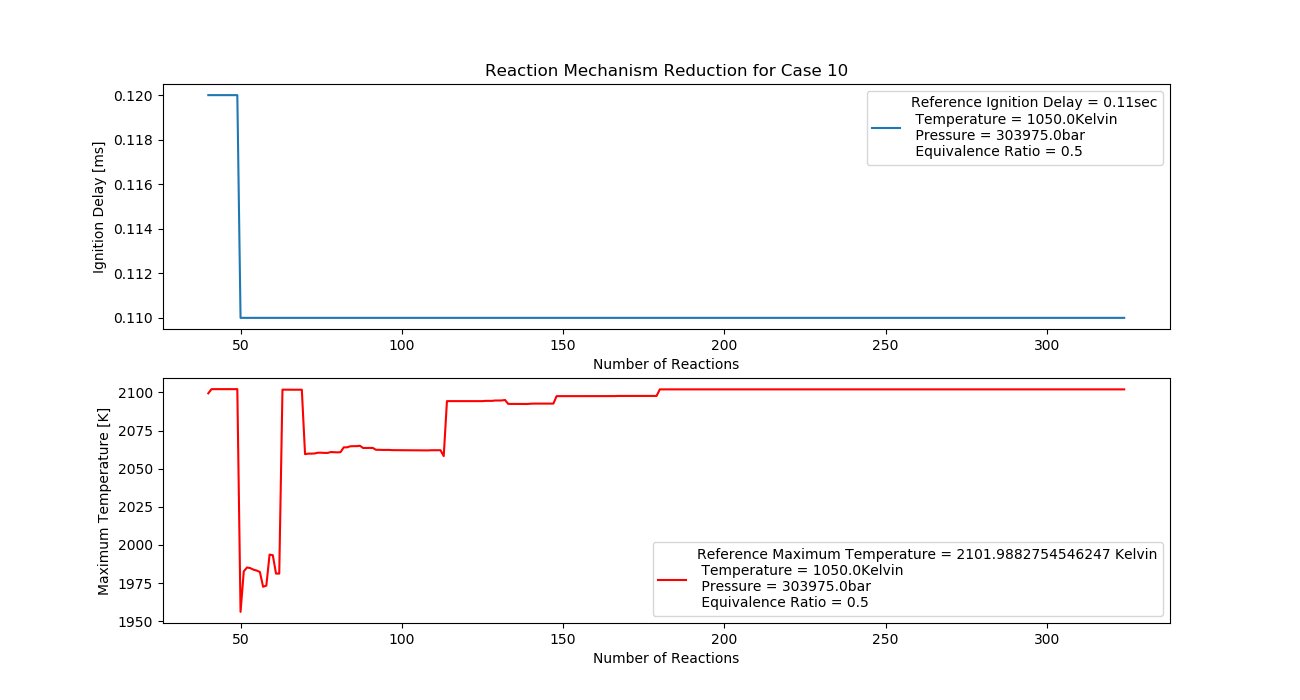 Reaction Mechanism Reduction for Case 10
0.120
0.118
0.116
0.114
0.112
0.110
Ignition Delay [ms]
Reference Ignition Delay = 0.11sec
Temperature = 1050.0Kelvin
Pressure = 303975.0bar
Equivalence Ratio = 0.5
50 100 150 200 250 300
Number of Reactions
2100
2075
2050
2025
2000
1975
1950
Maximum Temperature [K]
Reference Maximum Temperature = 2101.9882754546247 Kelvin
Temperature = 1050.0Kelvin
Pressure = 303975.0bar
Equivalence Ratio = 0.5
50 100 150 200 250 300
Number of Reactions